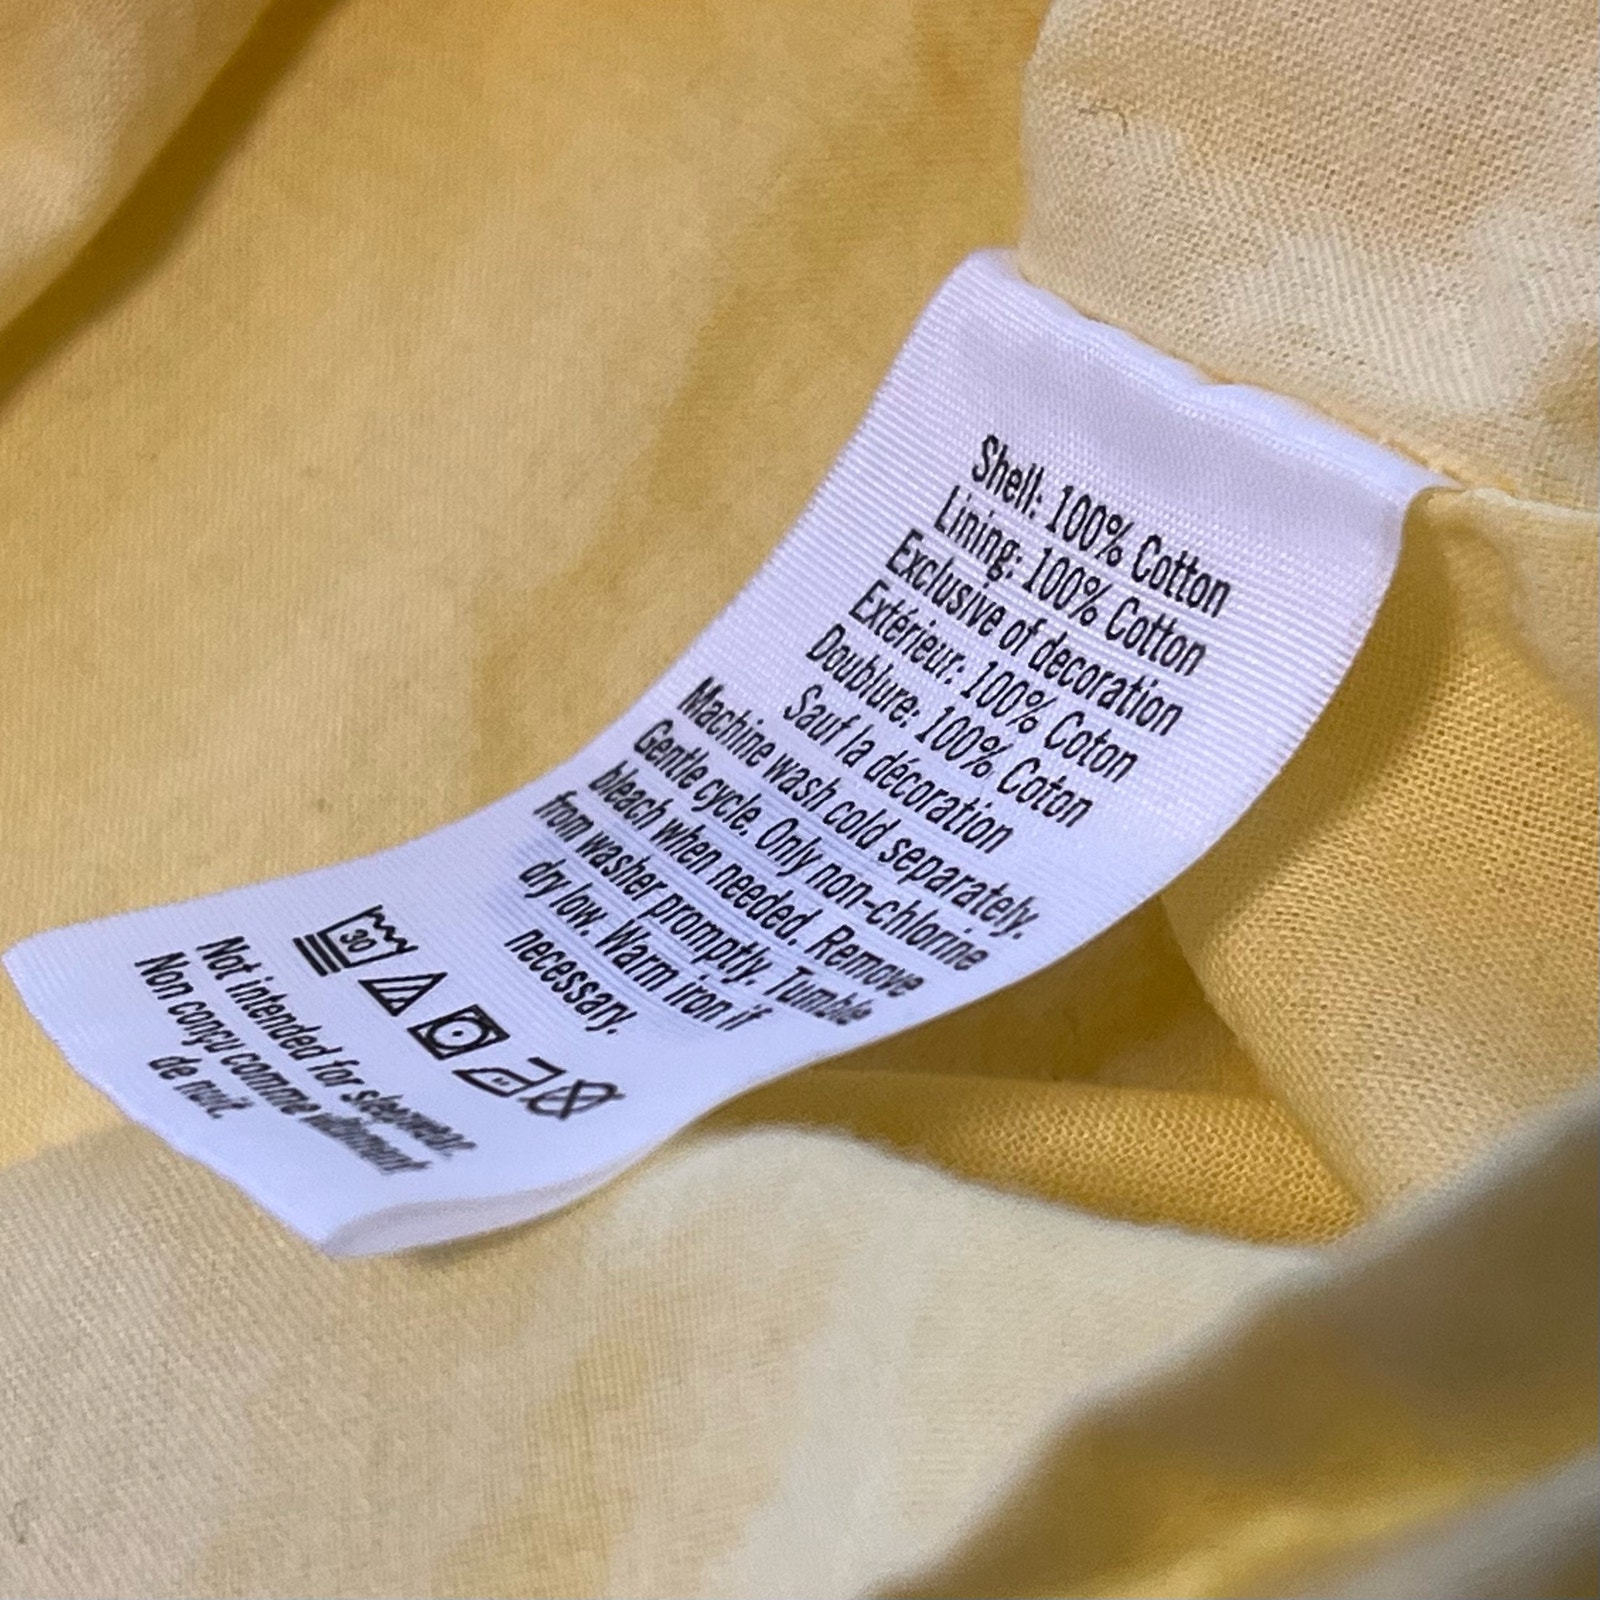 Shell: 100% Cotton
Lining: 100% Cotton
Exclusive of decoration
Extérieur: 100% Coton
Doublure: 100% Coton
Sauf la décoration
Machine wash cold separately.
Gentle cycle. Only non-chlorine
bleach when needed. Remove
from washer promptly. Tumble
dry low. Warm iron if
necessary.
30
Not intended for sleepwear.
Non conçu comme vêtement
de nuit.